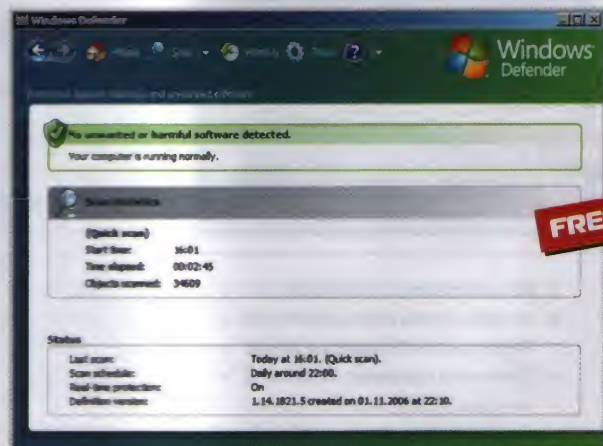 Windows Defender
Windows
Defender
unwanted or harmful software detected.
Your computer is running normally.
(Quick scan)
Start time: 16:01
Time elapsed: 00:02:45
Objects scanned: 34609
FRE
Status
Last scan: Today at 16:01. (Quick scan).
Scan schedule: Daily around 22:00.
Real-time protection: On
Definition version: 1.14.1821.5 created on 01.11.2006 at 22:10.